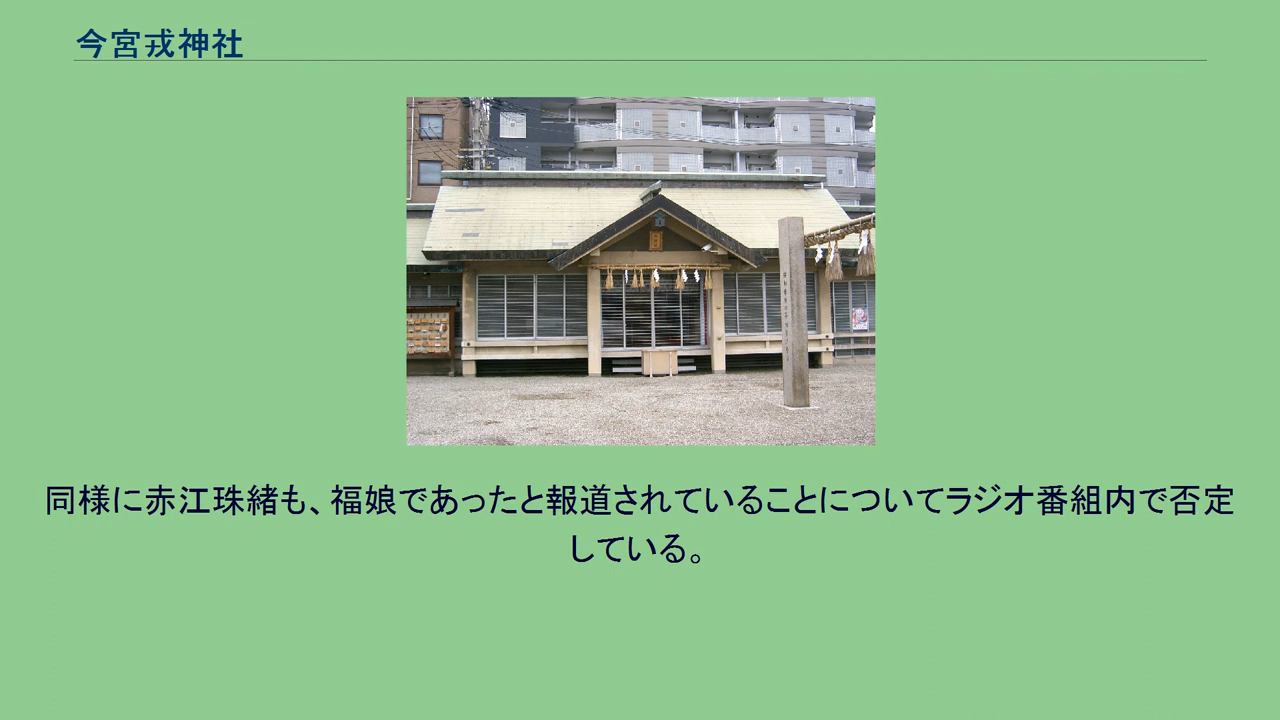 今宮戎神社
同様に赤江珠緒も、福娘であったと報道されていることについてラジオ番組内で否定
している。